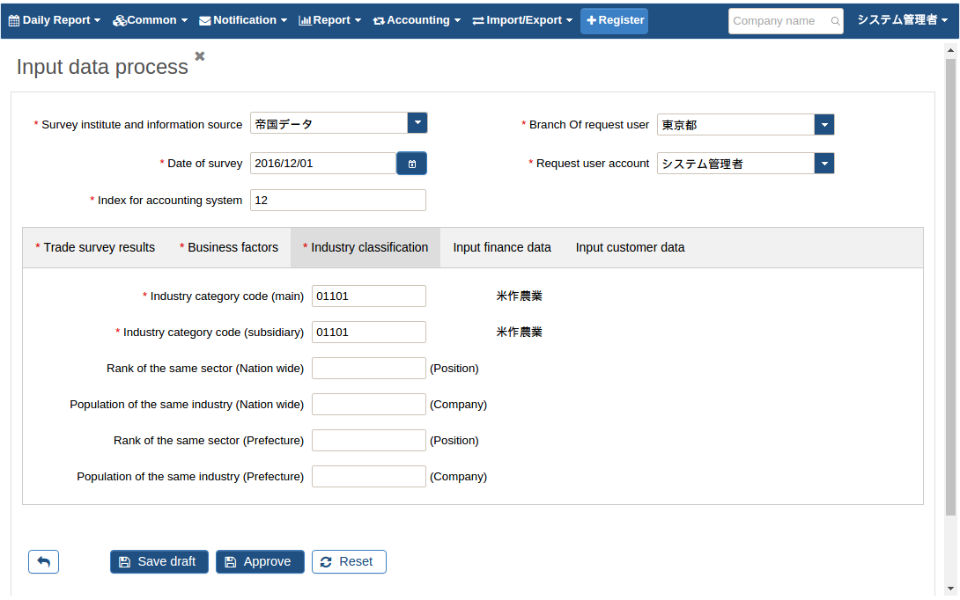 Daily Report Common Notification Report Accounting Import/Export Register Company name システム管理者
Input data process
* Survey institute and information source 帝国データ * Branch Of request user 東京都
* Date of survey 2016/12/01 * Request user account システム管理者
* Index for accounting system 12
* Trade survey results * Business factors * Industry classification Input finance data Input customer data
* Industry category code (main) 01101 米作農業
* Industry category code (subsidiary) 01101 米作農業
Rank of the same sector (Nation wide) (Position)
Population of the same industry (Nation wide) (Company)
Rank of the same sector (Prefecture) (Position)
Population of the same industry (Prefecture) (Company)
Save draft Approve Reset